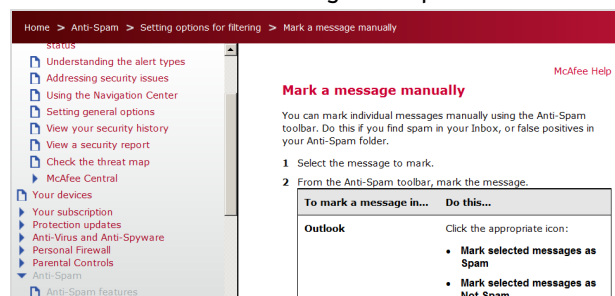 Home > Anti-Spam > Setting options for filtering > Mark a message manually
status
Understanding the alert types
Addressing security issues
Using the Navigation Center
Setting general options
View your security history
View a security report
Check the threat map
McAfee Central
Your devices
Your subscription
Protection updates
Anti-Virus and Anti-Spyware
Personal Firewall
Parental Controls
Anti-Spam
Anti-Spam features
McAfee Help
Mark a message manually
You can mark individual messages manually using the Anti-Spam
toolbar. Do this if you find spam in your Inbox, or false positives in
your Anti-Spam folder.
1 Select the message to mark.
2 From the Anti-Spam toolbar, mark the message.
To mark a message in... Do this...
Outlook Click the appropriate icon:
• Mark selected messages as
Spam
• Mark selected messages as
Not Spam